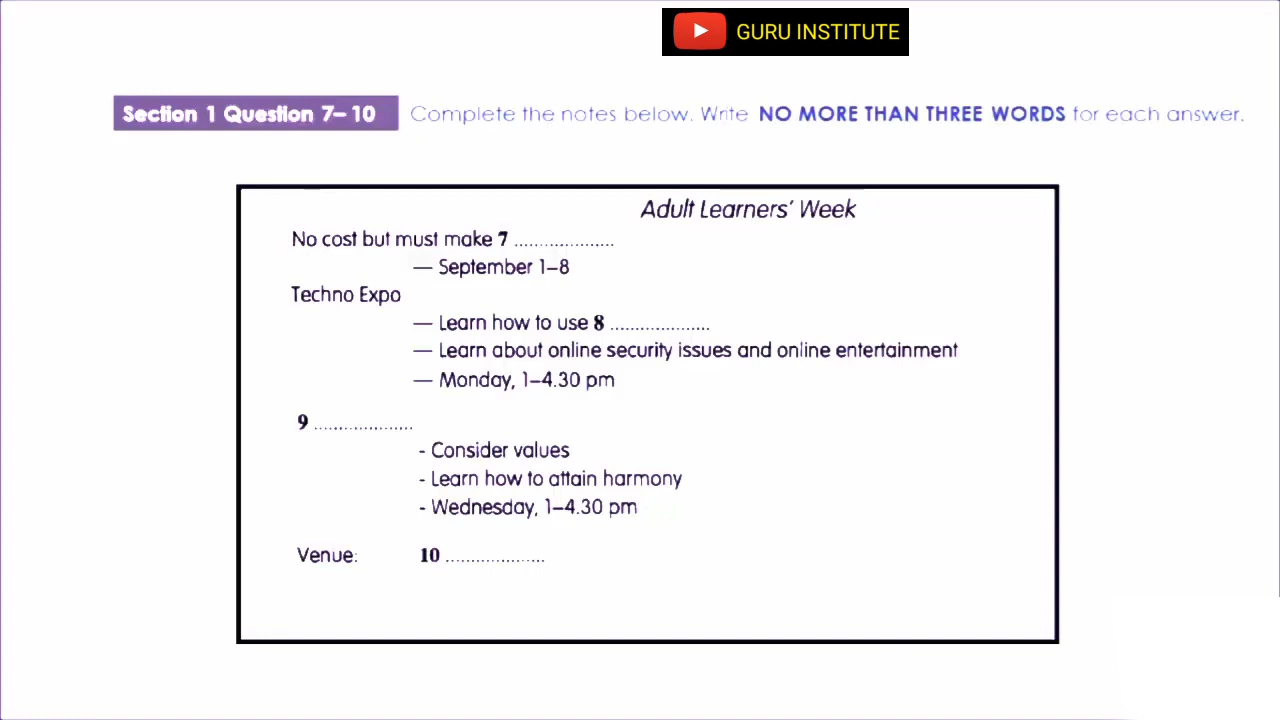 GURU INSTITUTE
Section 1 Question 7– 10 Complete the notes below. Write NO MORE THAN THREE WORDS for each answer.
Adult Learners' Week
No cost but must make 7 ....................
— September 1–8
Techno Expo
— Learn how to use 8 ....................
— Learn about online security issues and online entertainment
— Monday, 1–4.30 pm
9 ....................
- Consider values
- Learn how to attain harmony
- Wednesday, 1–4.30 pm
Venue: 10 ....................